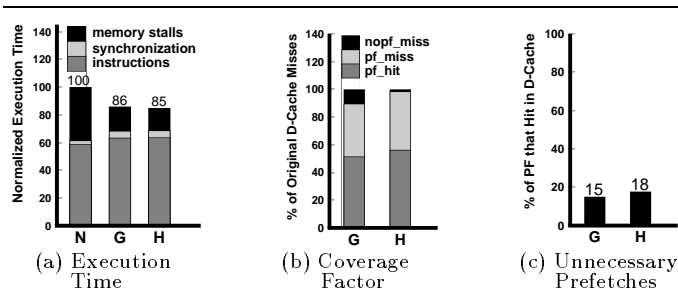 Normalized Execution Time
140
120
100
80
60
40
20
0
memory stalls
synchronization
instructions
100
86
85
N G H
(a) Execution
Time
% of Original D-Cache Misses
140
120
100
80
60
40
20
0
nopf_miss
pf_miss
pf_hit
G H
(b) Coverage
Factor
% of PF that Hit in D-Cache
100
80
60
40
20
0
15
18
G H
(c) Unnecessary
Prefetches